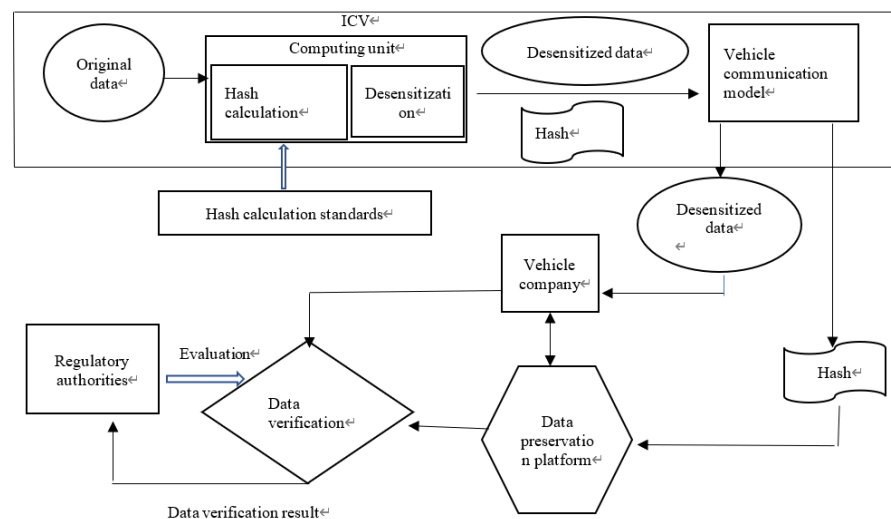 ICV↵
Original
data↵
Computing unit↵
Hash
calculation↵
Desensitizati
on↵
Desensitized data↵
Hash↵
Vehicle
communication
model↵
Hash calculation standards↵
Desensitized
data↵
↵
Vehicle
company↵
Regulatory
authorities↵
Evaluation↵
Data
verification↵
Data
preservatio
n platform↵
Hash↵
Data verification result↵